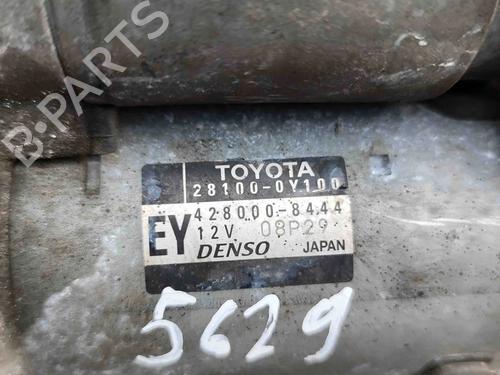 B-PARTS
TOYOTA
28100-0Y100
EY 428000-8444
12V 08P29
DENSO JAPAN
5629